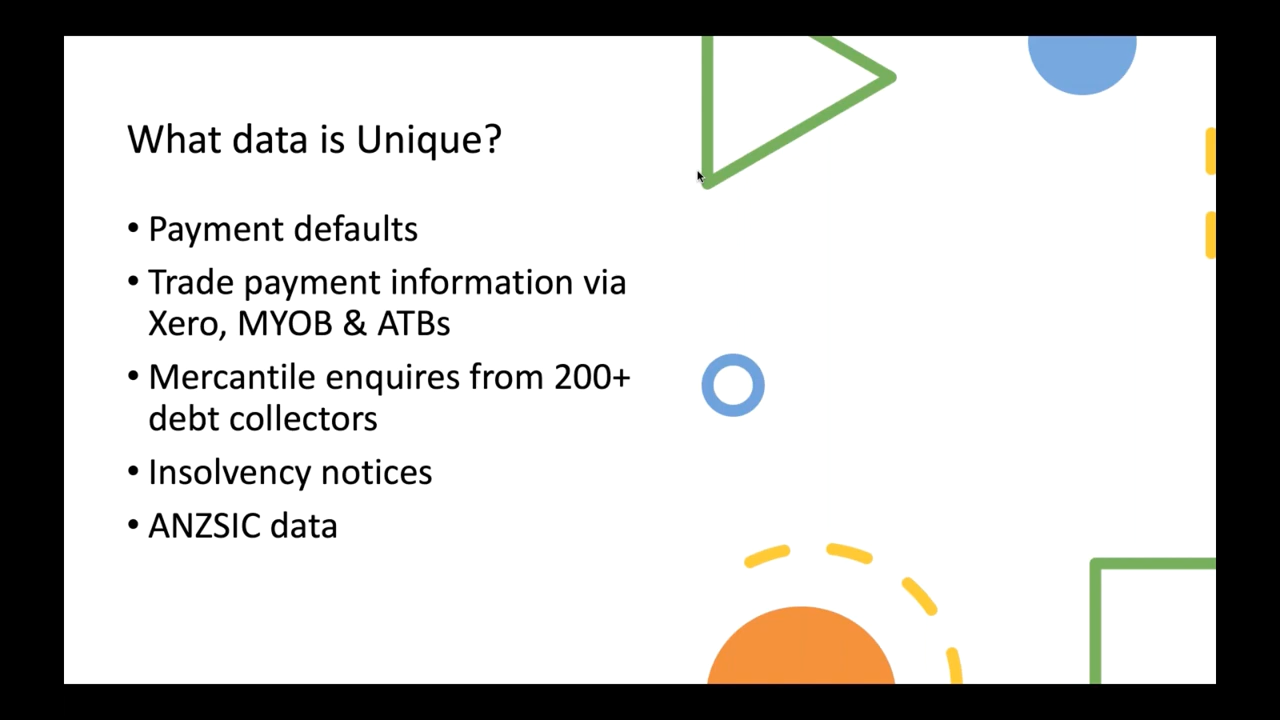 What data is Unique?
• Payment defaults
• Trade payment information via
Xero, MYOB & ATBs
• Mercantile enquires from 200+
debt collectors
• Insolvency notices
• ANZSIC data